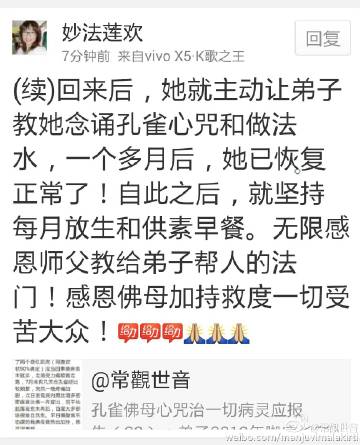 妙法莲欢
回复
7分钟前 来自vivo X5·K歌之王
(续)回来后，她就主动让弟子
教她念诵孔雀心咒和做法
水，一个多月后，她已恢复
正常了！自此之后，就坚持
每月放生和供素早餐。无限感
恩师父教给弟子帮人的法
门！感恩佛母加持救度一切受
苦大众！
@常觀世音
孔雀佛母心咒治一切病灵应报